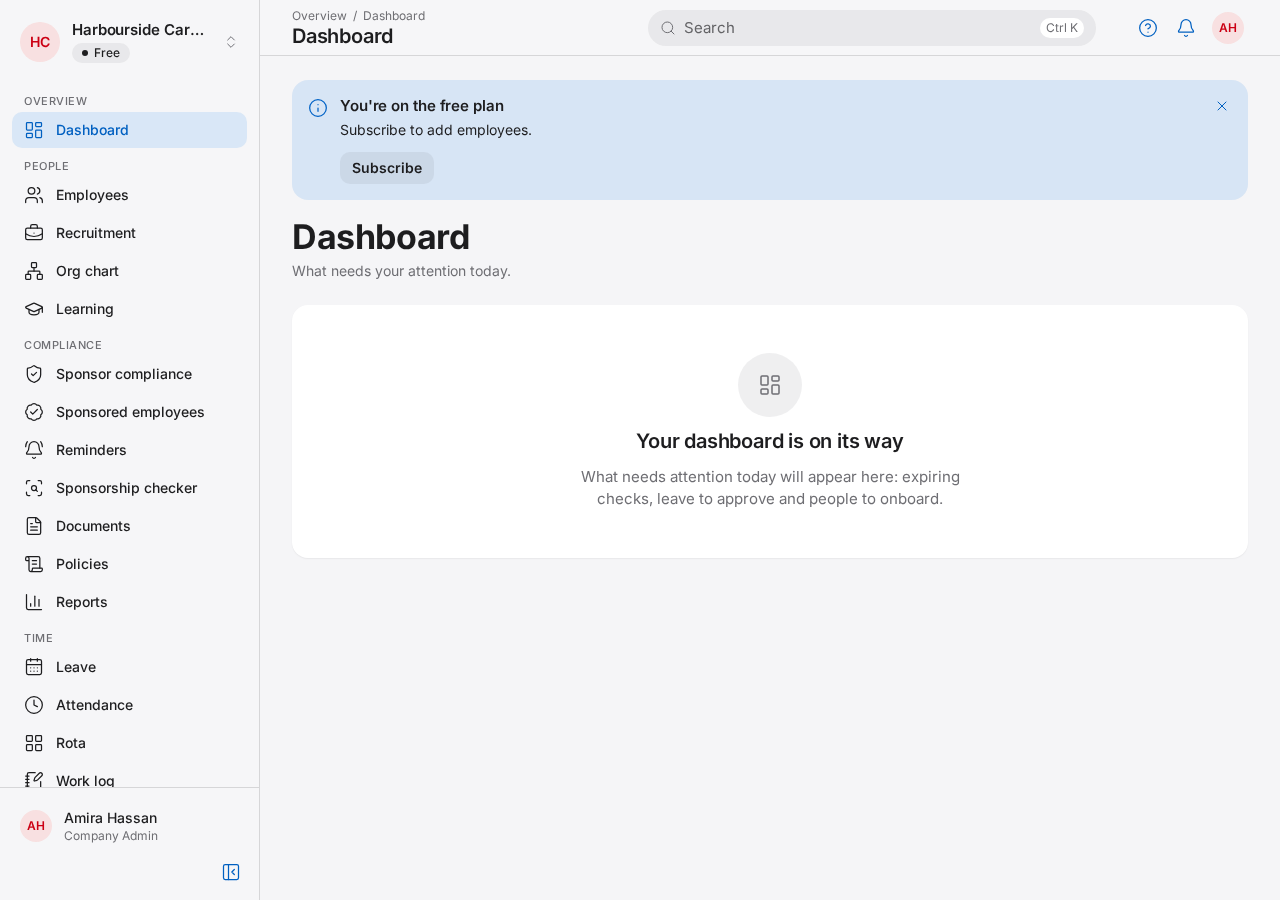 HC
Harbourside Car...
Free
OVERVIEW
Dashboard
PEOPLE
Employees
Recruitment
Org chart
Learning
COMPLIANCE
Sponsor compliance
Sponsored employees
Reminders
Sponsorship checker
Documents
Policies
Reports
TIME
Leave
Attendance
Rota
Work log
AH
Amira Hassan
Company Admin
Overview / Dashboard
Dashboard
Search
Ctrl K
AH
You're on the free plan
Subscribe to add employees.
Subscribe
Dashboard
What needs your attention today.
Your dashboard is on its way
What needs attention today will appear here: expiring
checks, leave to approve and people to onboard.